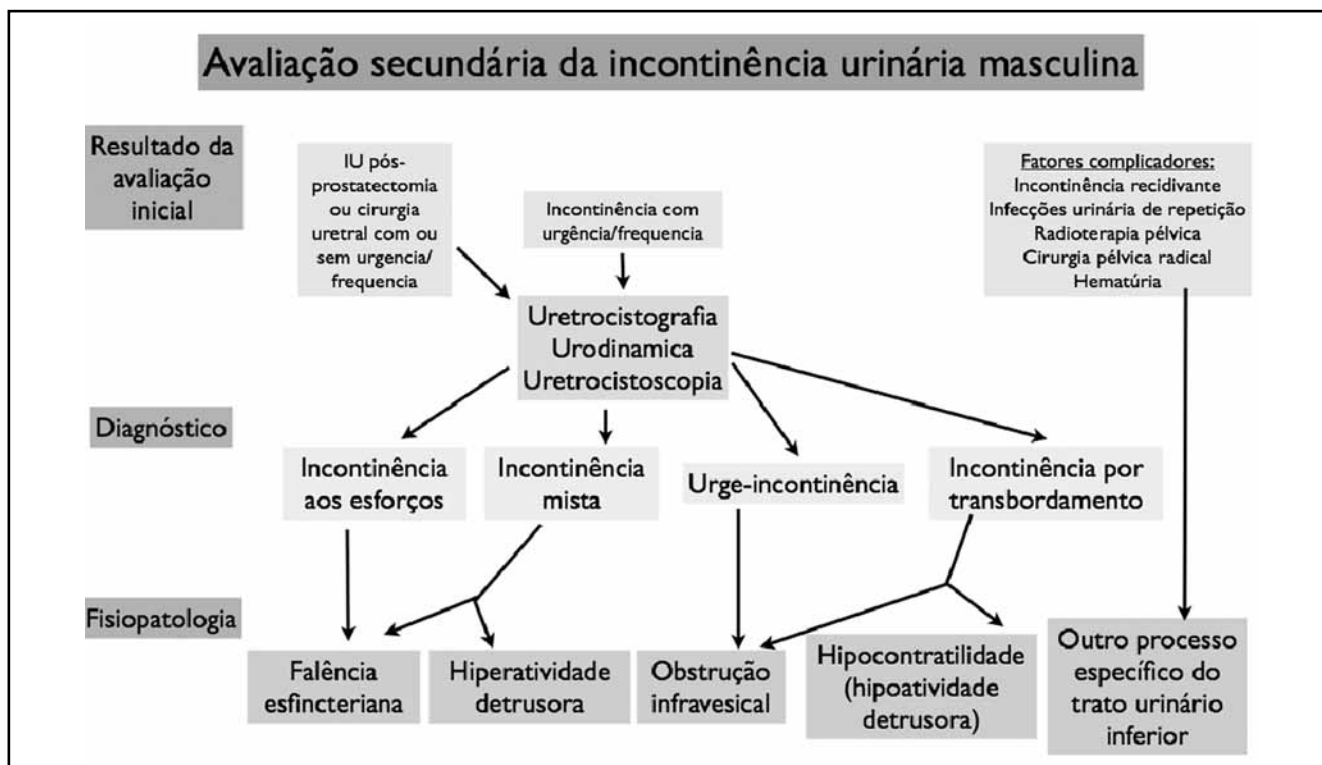 Avaliação secundária da incontinência urinária masculina
Resultado da
avaliação
inicial
IU pós-
prostatectomia
ou cirurgia
uretral com ou
sem urgencia/
frequencia
Incontinência com
urgência/frequencia
Fatores complicadores:
Incontinência recidivante
Infecções urinária de repetição
Radioterapia pélvica
Cirurgia pélvica radical
Hematúria
Uretrocistografia
Urodinamica
Uretrocistoscopia
Diagnóstico
Incontinência
aos esforços
Incontinência
mista
Urge-incontinência
Incontinência por
transbordamento
Fisiopatologia
Falência
esfincteriana
Hiperatividade
detrusora
Obstrução
infravesical
Hipocontratilidade
(hipoatividade
detrusora)
Outro processo
específico do
trato urinário
inferior